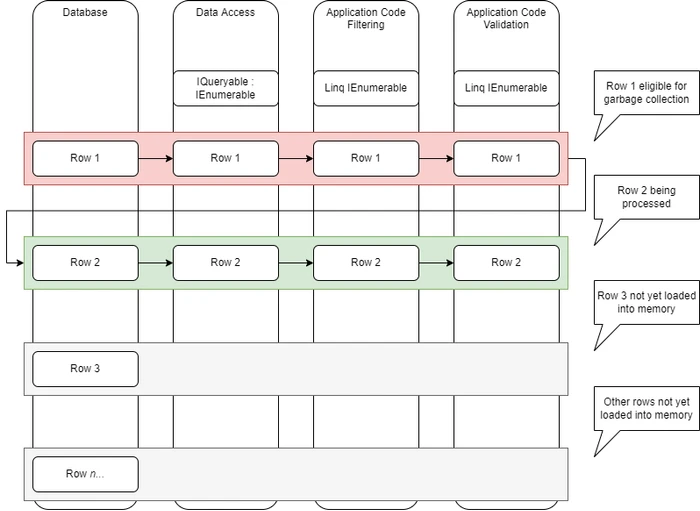 Database
Data Access
Application Code
Filtering
Application Code
Validation
IQueryable :
IEnumerable
Linq IEnumerable
Linq IEnumerable
Row 1 eligible for
garbage collection
Row 1
Row 1
Row 1
Row 1
Row 2 being
processed
Row 2
Row 2
Row 2
Row 2
Row 3 not yet loaded
into memory
Row 3
Other rows not yet
loaded into memory
Row n...